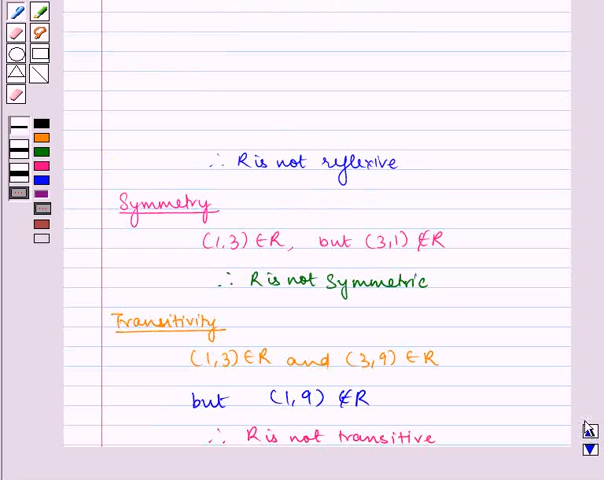 ∴ R is not reflexive
Symmetry
(1,3) ∈ R, but (3,1) ∉ R
∴ R is not Symmetric
Transitivity
(1,3) ∈ R and (3,9) ∈ R
but (1,9) ∉ R
∴ R is not transitive